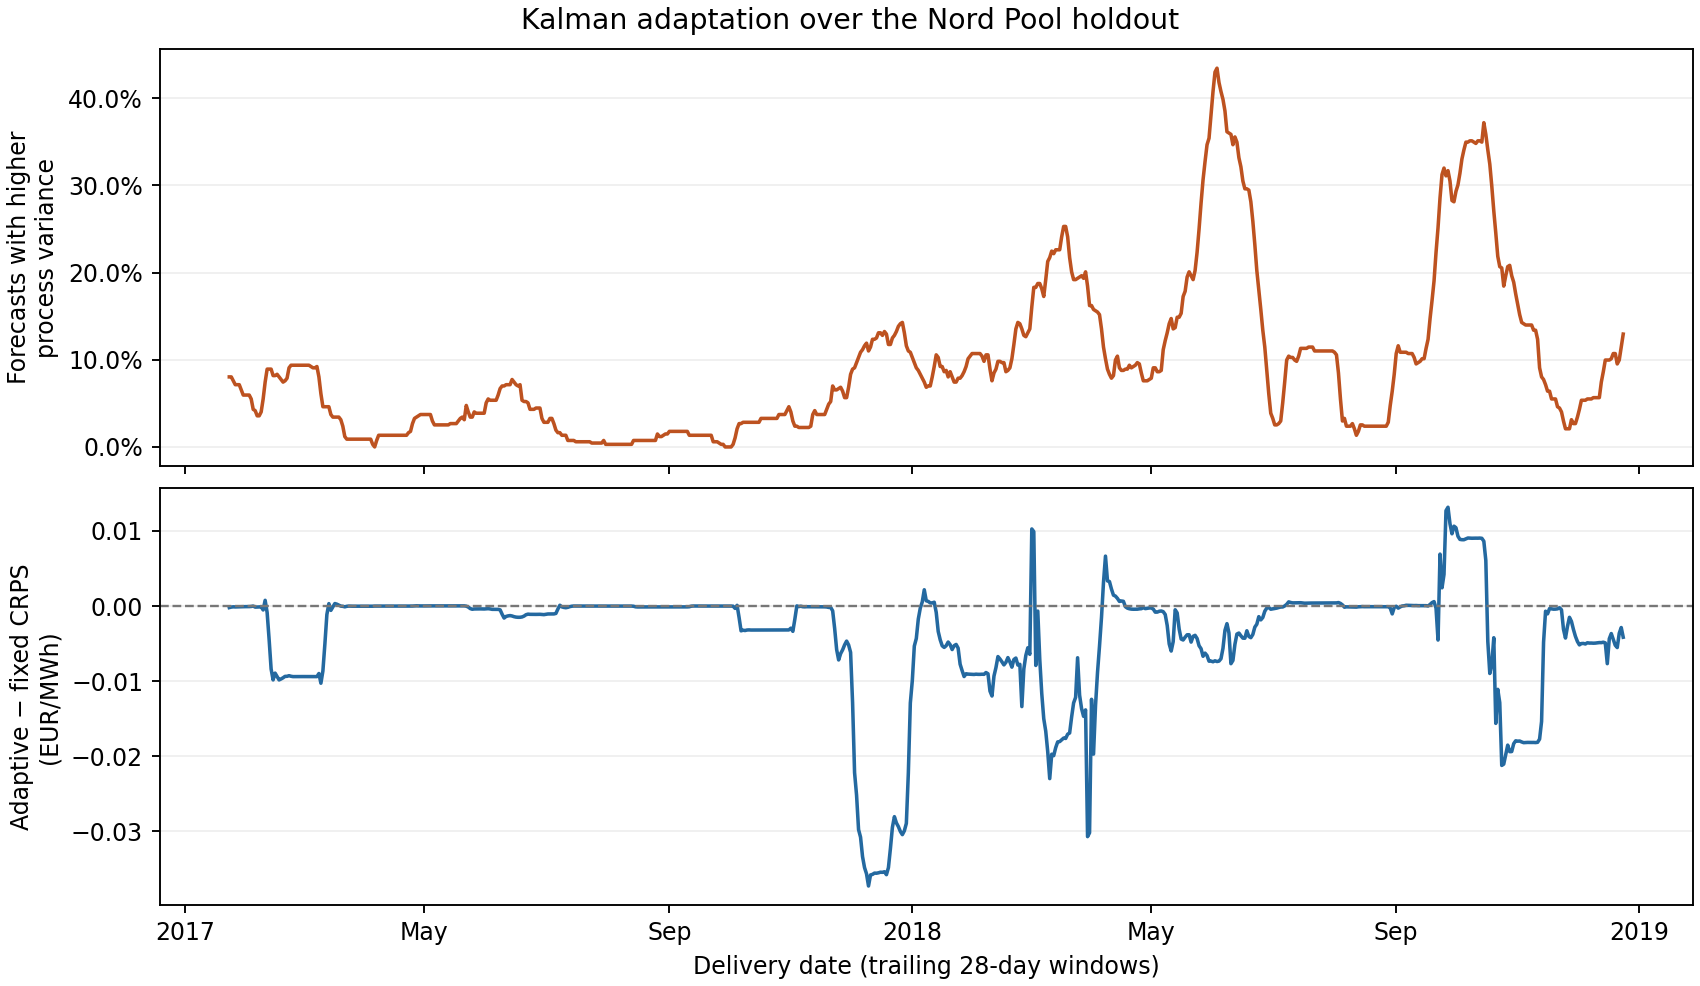 Kalman adaptation over the Nord Pool holdout
Forecasts with higher
process variance
40.0%
30.0%
20.0%
10.0%
0.0%
Adaptive − fixed CRPS
(EUR/MWh)
0.01
0.00
−0.01
−0.02
−0.03
2017
May
Sep
2018
May
Sep
2019
Delivery date (trailing 28-day windows)